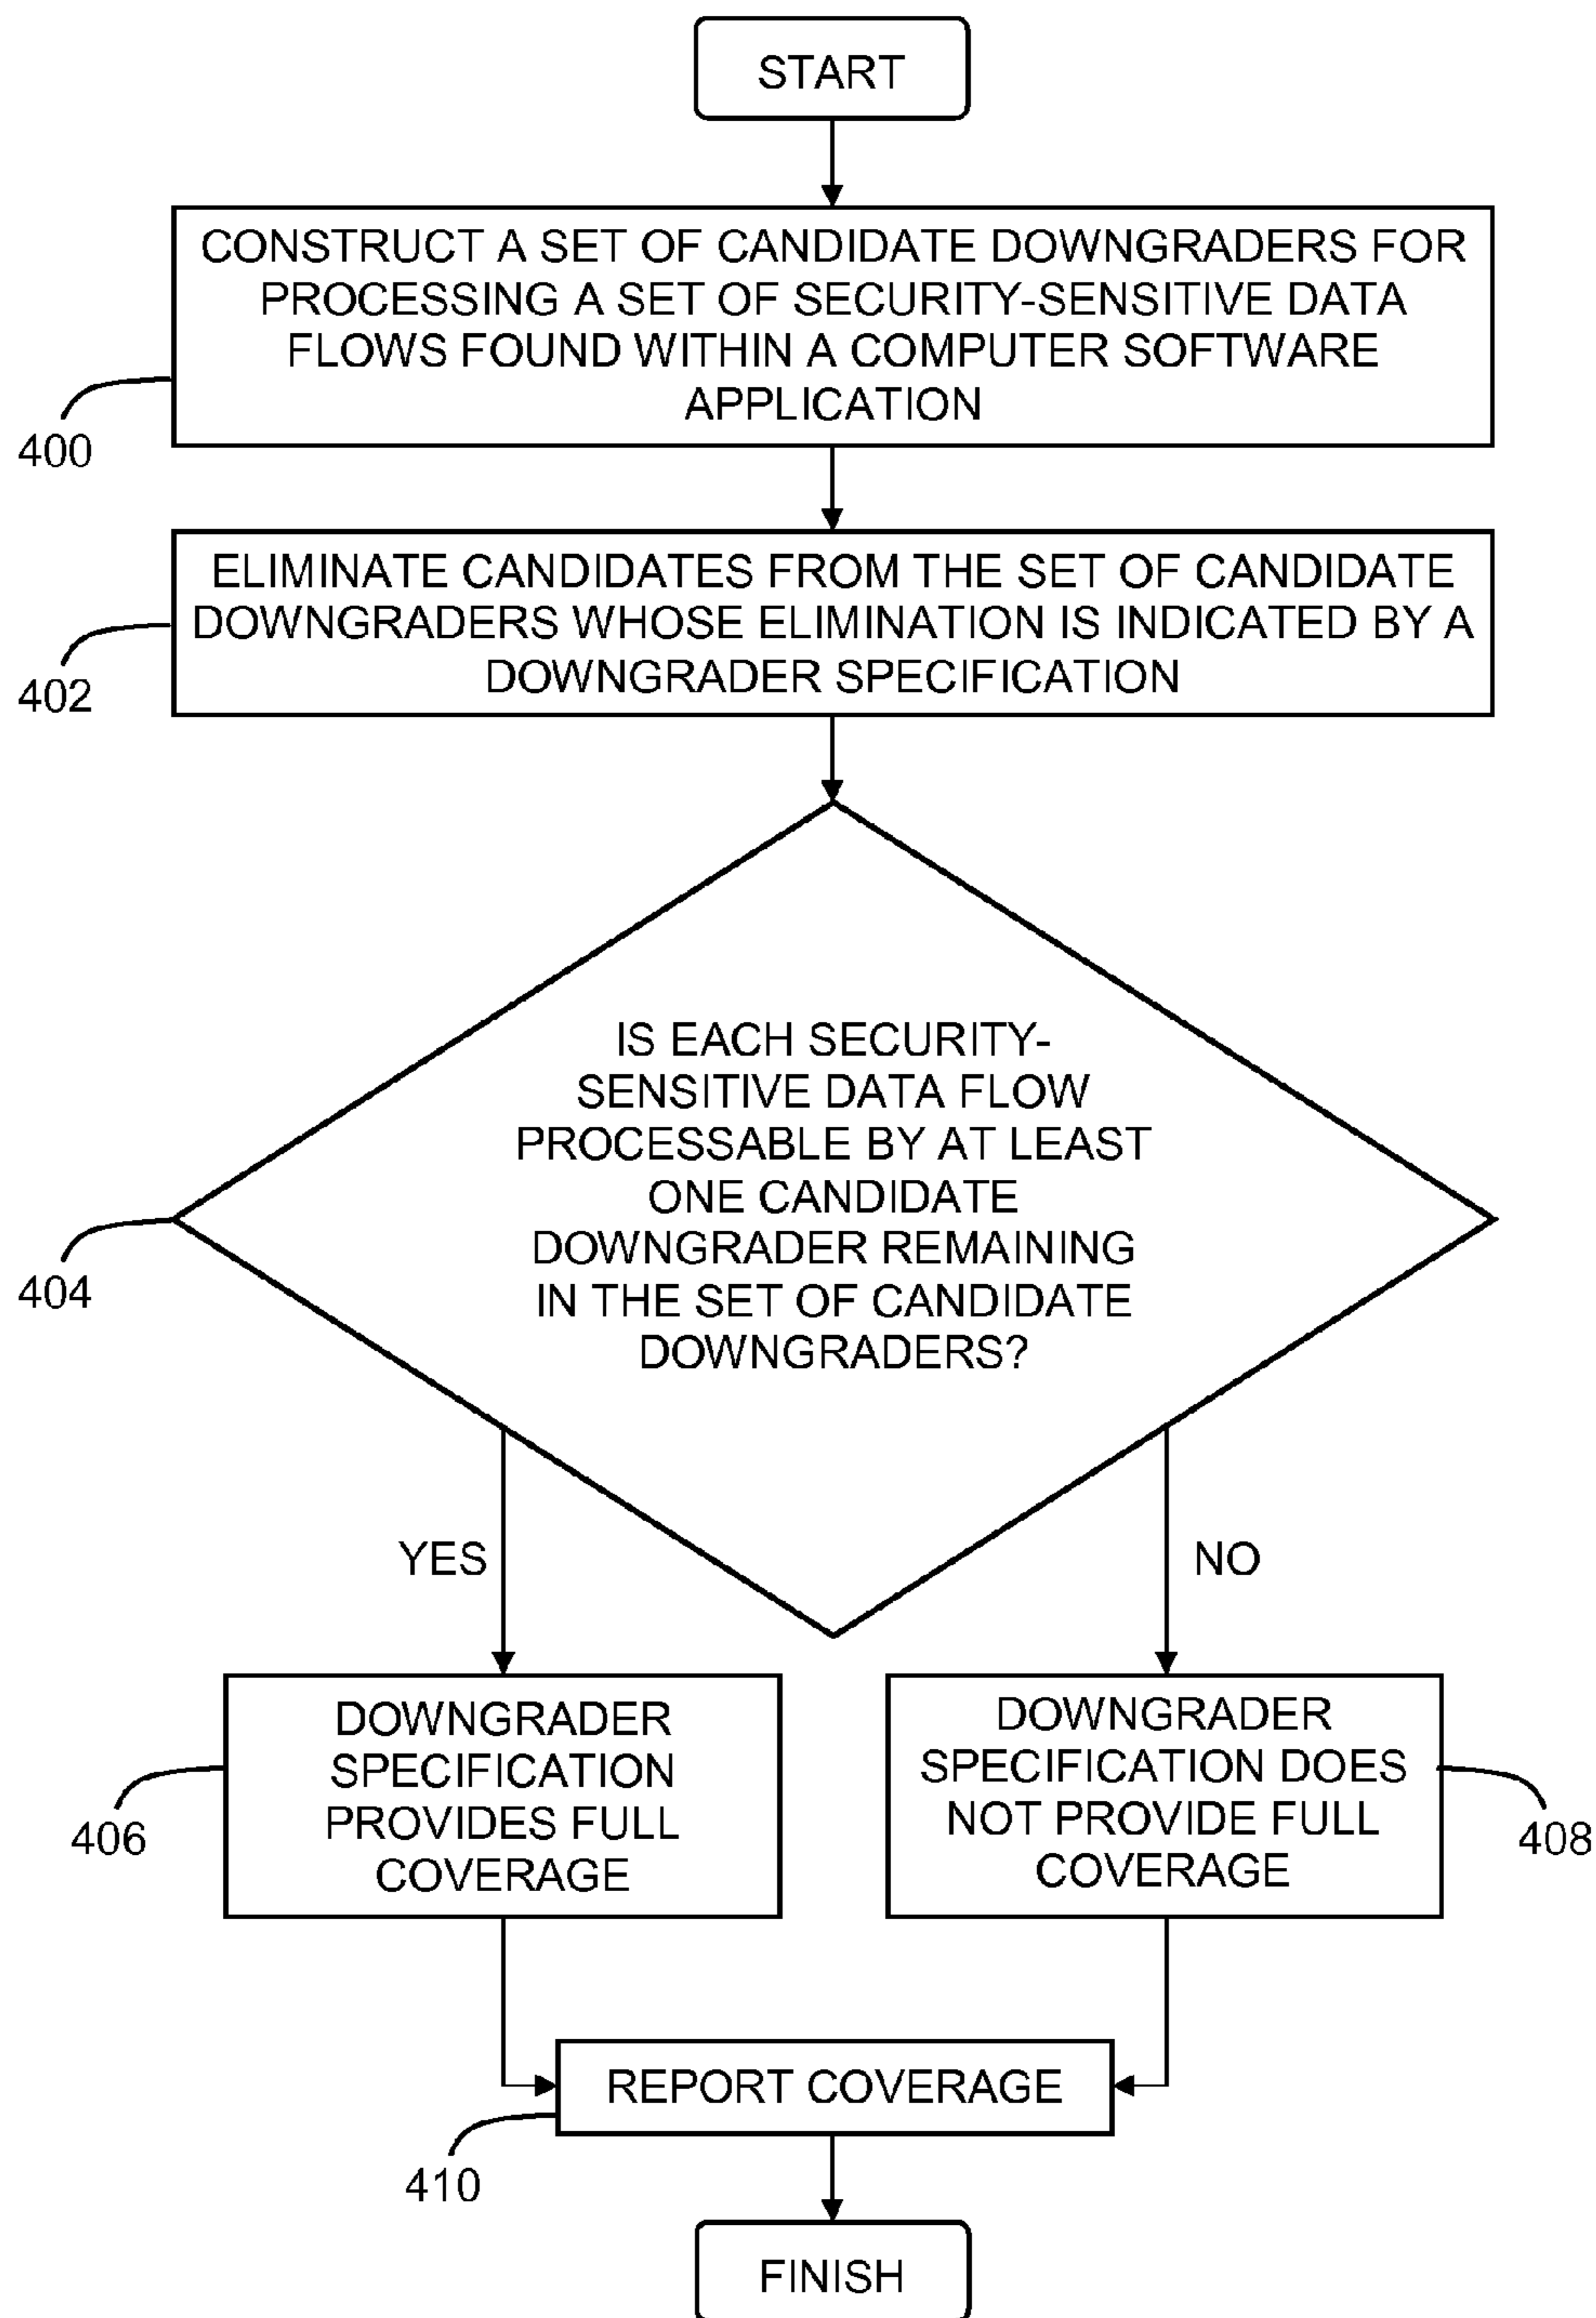 START
CONSTRUCT A SET OF CANDIDATE DOWNGRADERS FOR
PROCESSING A SET OF SECURITY-SENSITIVE DATA
FLOWS FOUND WITHIN A COMPUTER SOFTWARE
APPLICATION
400
ELIMINATE CANDIDATES FROM THE SET OF CANDIDATE
DOWNGRADERS WHOSE ELIMINATION IS INDICATED BY A
DOWNGRADER SPECIFICATION
402
IS EACH SECURITY-
SENSITIVE DATA FLOW
PROCESSABLE BY AT LEAST
ONE CANDIDATE
DOWNGRADER REMAINING
IN THE SET OF CANDIDATE
DOWNGRADERS?
404
YES
NO
DOWNGRADER
SPECIFICATION
PROVIDES FULL
COVERAGE
406
DOWNGRADER
SPECIFICATION DOES
NOT PROVIDE FULL
COVERAGE
408
REPORT COVERAGE
410
FINISH